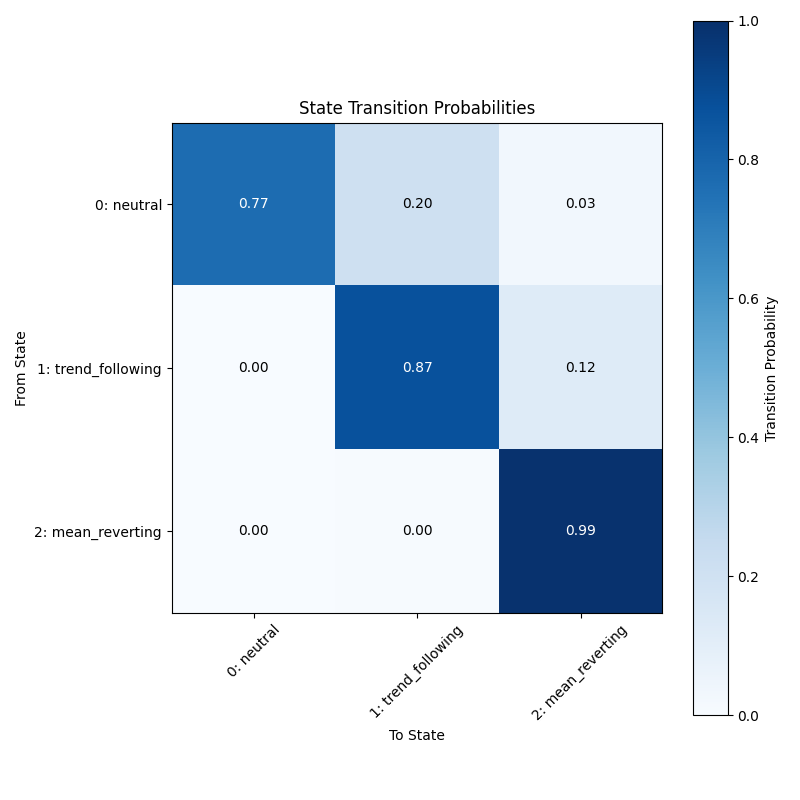 State Transition Probabilities
1.0
0.8
0.6
0.4
0.2
0.0
Transition Probability
From State
0: neutral
0.77 0.20 0.03
1: trend_following
0.00 0.87 0.12
2: mean_reverting
0.00 0.00 0.99
0: neutral
1: trend_following
2: mean_reverting
To State